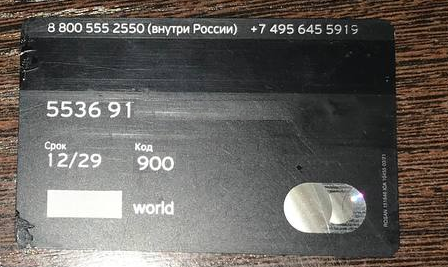 8 800 555 2550 (внутри России) +7 495 645 5919
5536 91
Срок Код
12/29 900
world